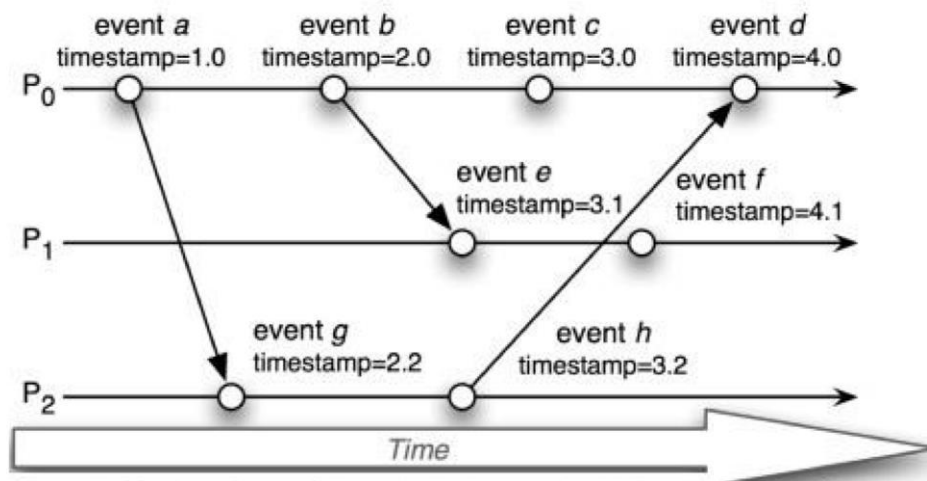 event a
timestamp=1.0
event b
timestamp=2.0
event c
timestamp=3.0
event d
timestamp=4.0
P0
event e
timestamp=3.1
event f
timestamp=4.1
P1
event g
timestamp=2.2
event h
timestamp=3.2
P2
Time